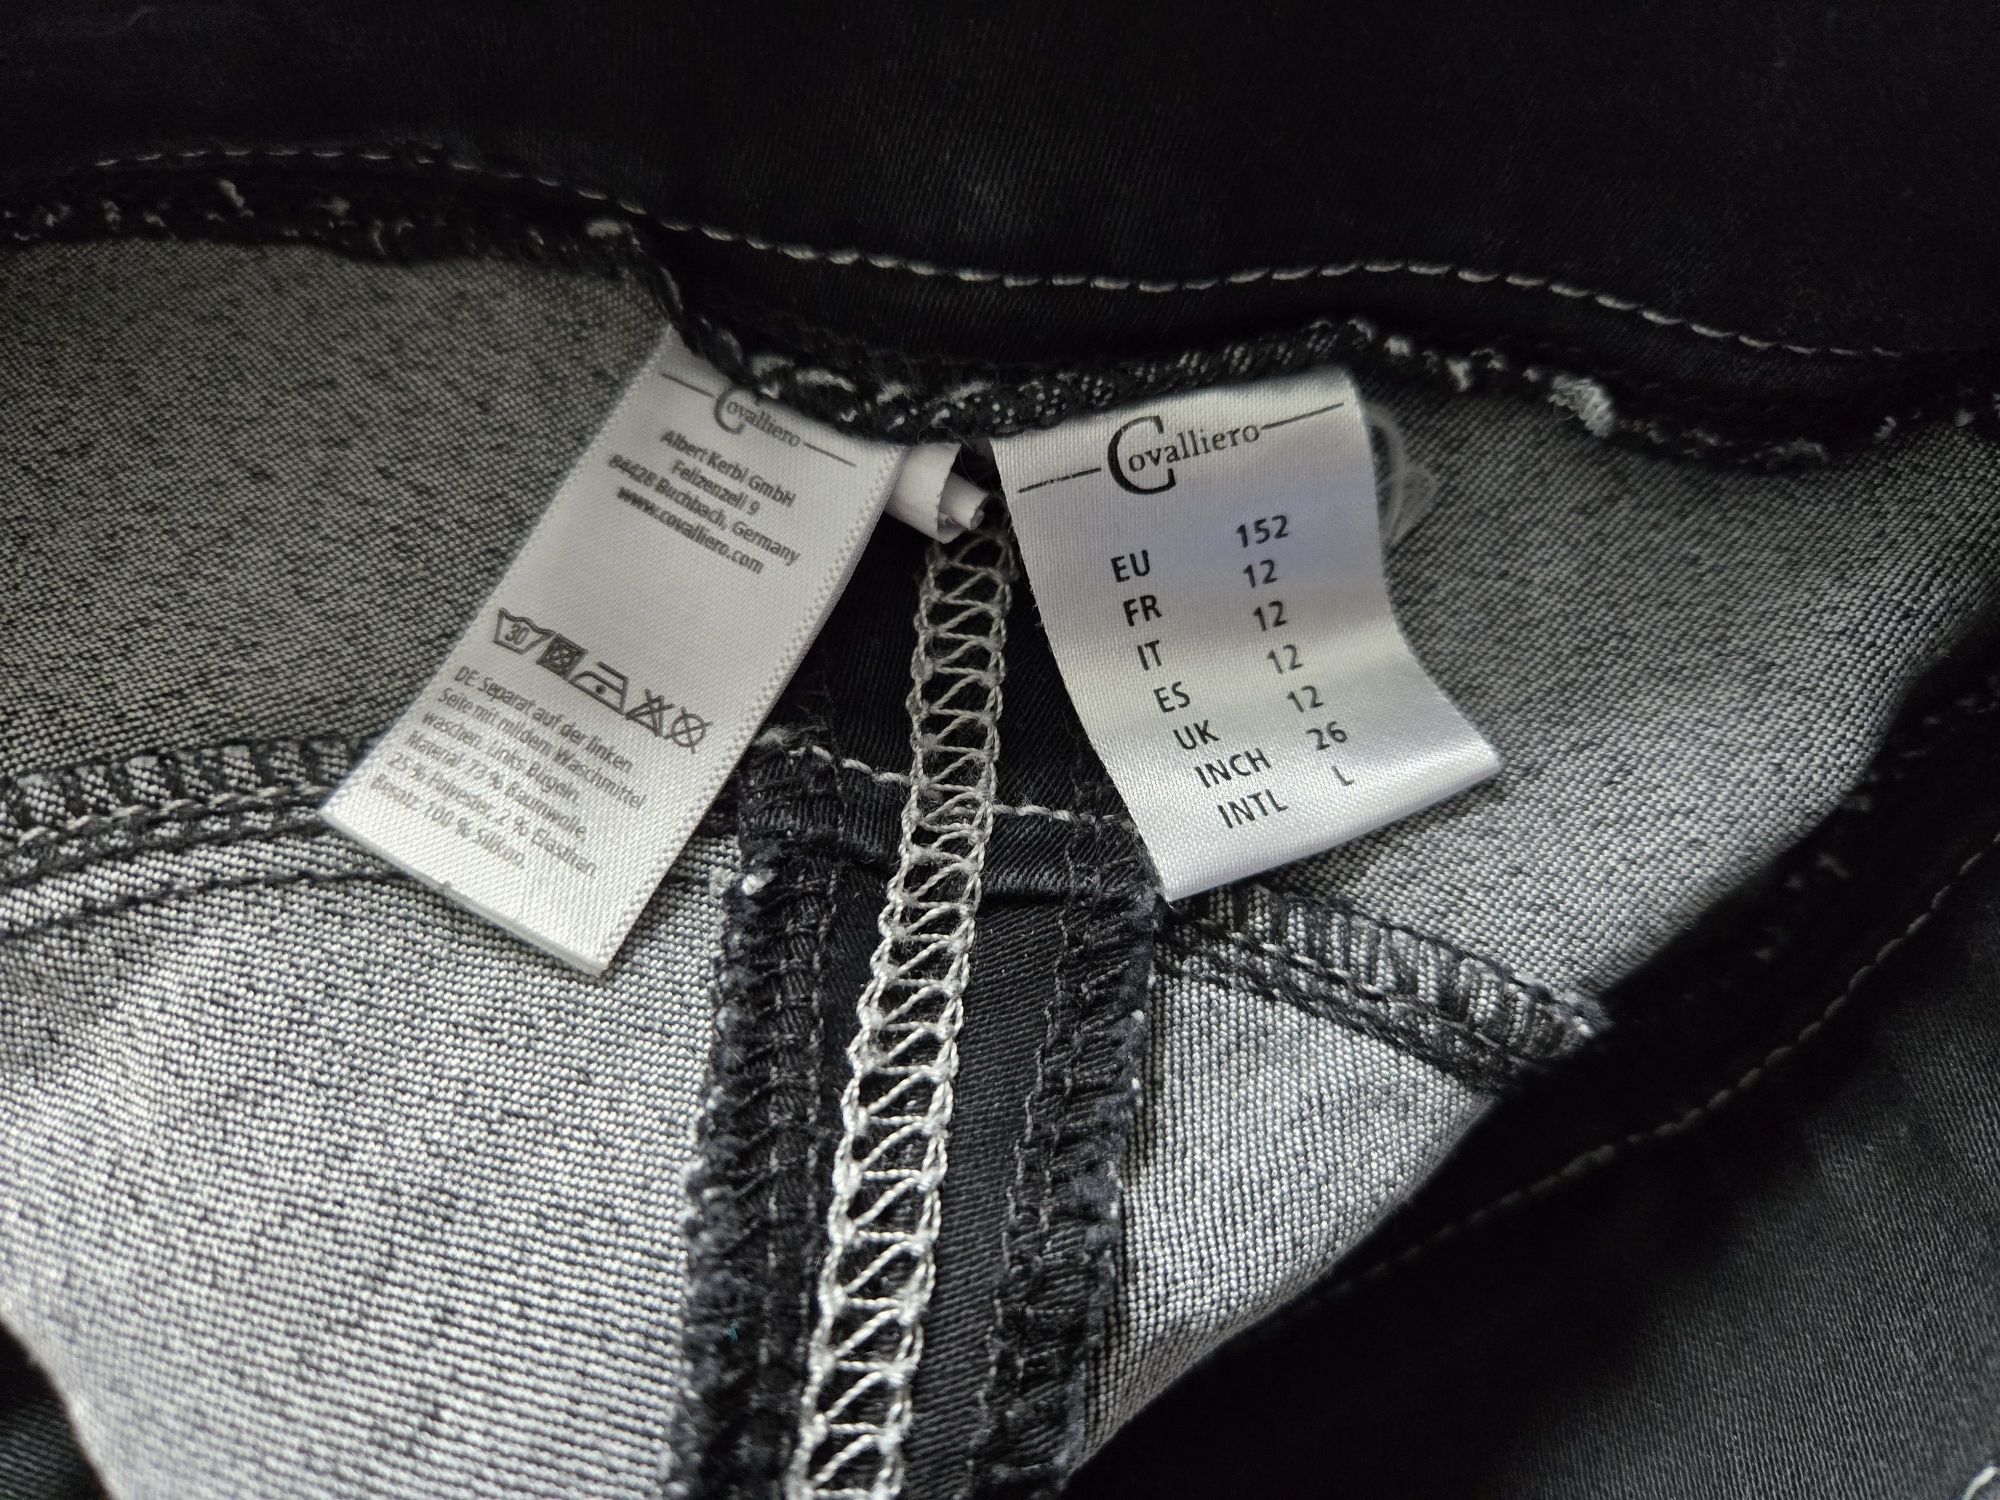 Covalliero
Albert Kerbl GmbH
Felizenzell 9
84428 Buchbach, Germany
www.covalliero.com
30
DE Separat auf der linken
Seite mit mildem Waschmittel
waschen. Links Bügeln.
Material: 73 % Baumwolle,
25 % Polyester, 2 % Elasthan.
Besatz: 100 % Silikon.
Covalliero
EU 152
FR 12
IT 12
ES 12
UK 12
INCH 26
INTL L